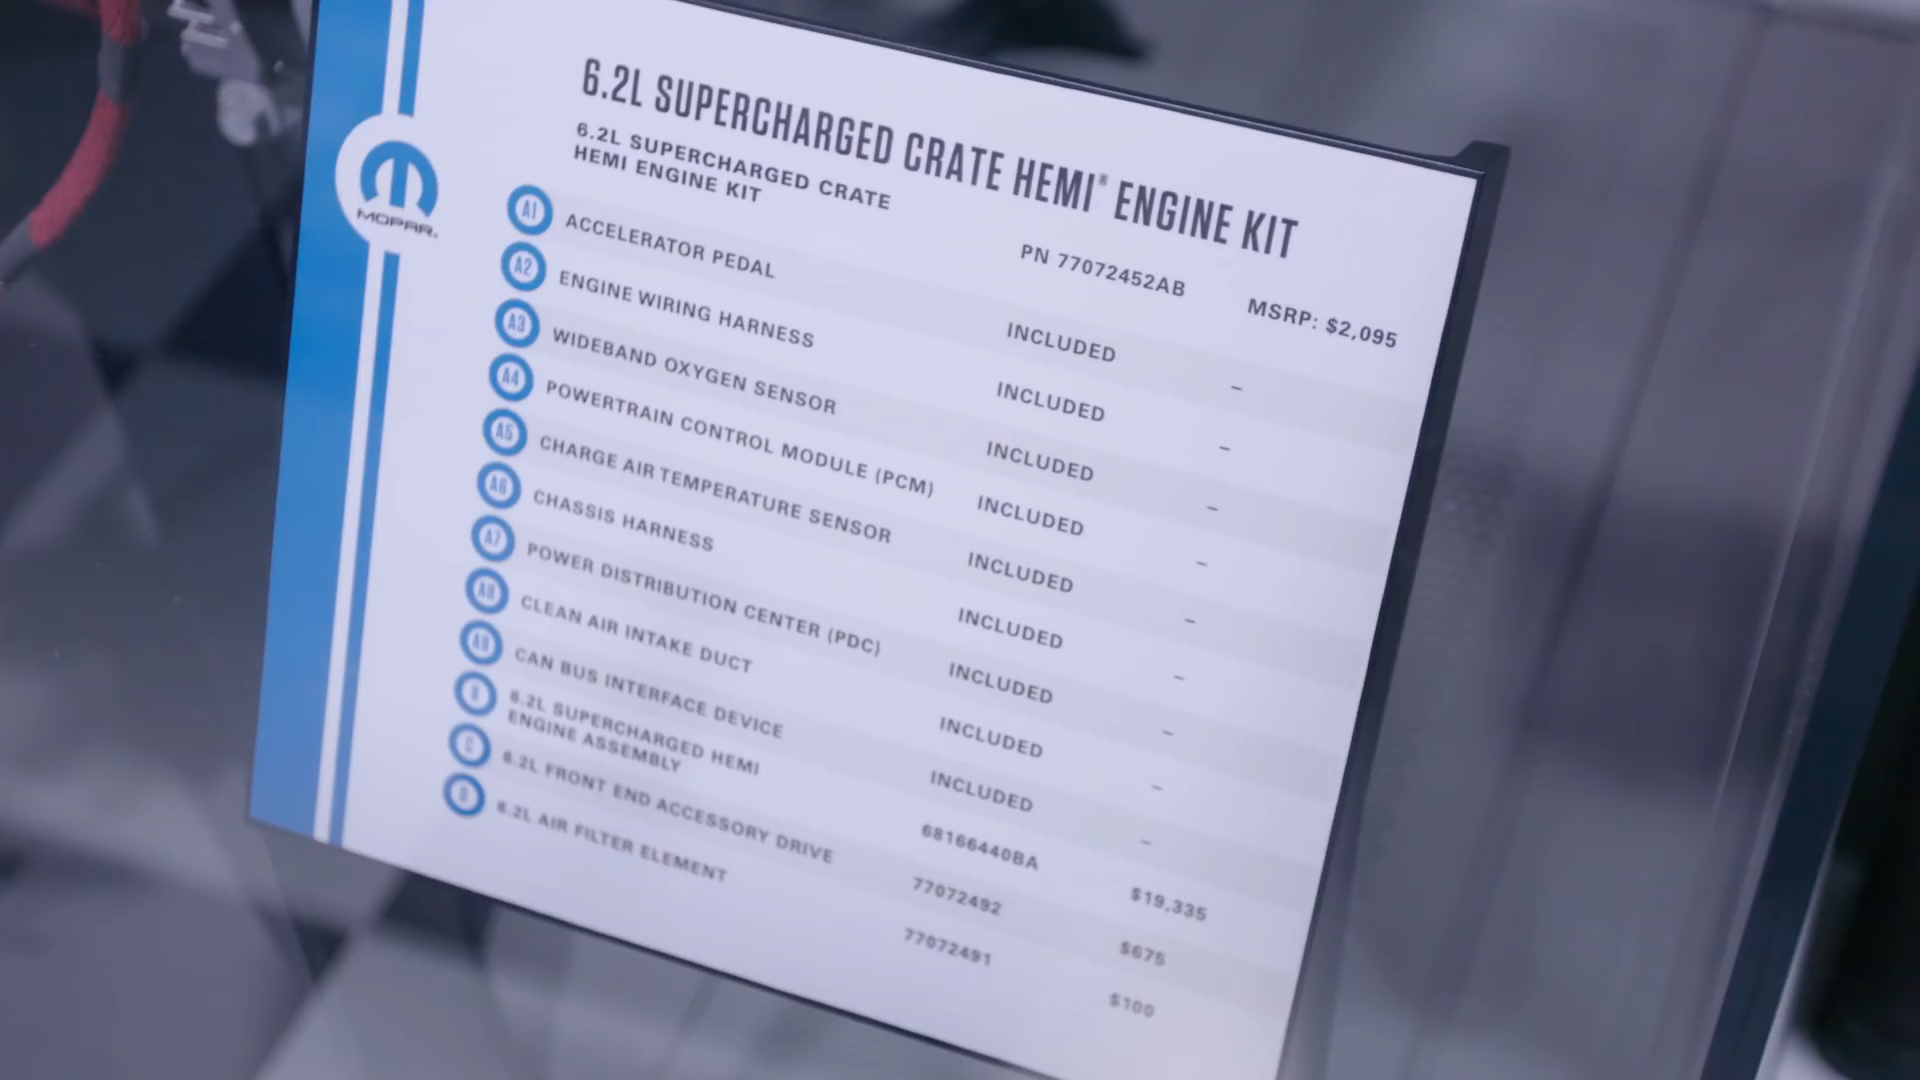 MOPAR®
6.2L SUPERCHARGED CRATE HEMI® ENGINE KIT
6.2L SUPERCHARGED CRATE
HEMI ENGINE KIT PN 77072452AB MSRP: $2,095
A1 ACCELERATOR PEDAL INCLUDED –
A2 ENGINE WIRING HARNESS INCLUDED –
A3 WIDEBAND OXYGEN SENSOR INCLUDED –
A4 POWERTRAIN CONTROL MODULE (PCM) INCLUDED –
A5 CHARGE AIR TEMPERATURE SENSOR INCLUDED –
A6 CHASSIS HARNESS INCLUDED –
A7 POWER DISTRIBUTION CENTER (PDC) INCLUDED –
A8 CLEAN AIR INTAKE DUCT INCLUDED –
A9 CAN BUS INTERFACE DEVICE INCLUDED –
B 6.2L SUPERCHARGED HEMI
ENGINE ASSEMBLY 68166440BA $19,335
C 6.2L FRONT END ACCESSORY DRIVE 77072492 $675
D 6.2L AIR FILTER ELEMENT 77072491 $100